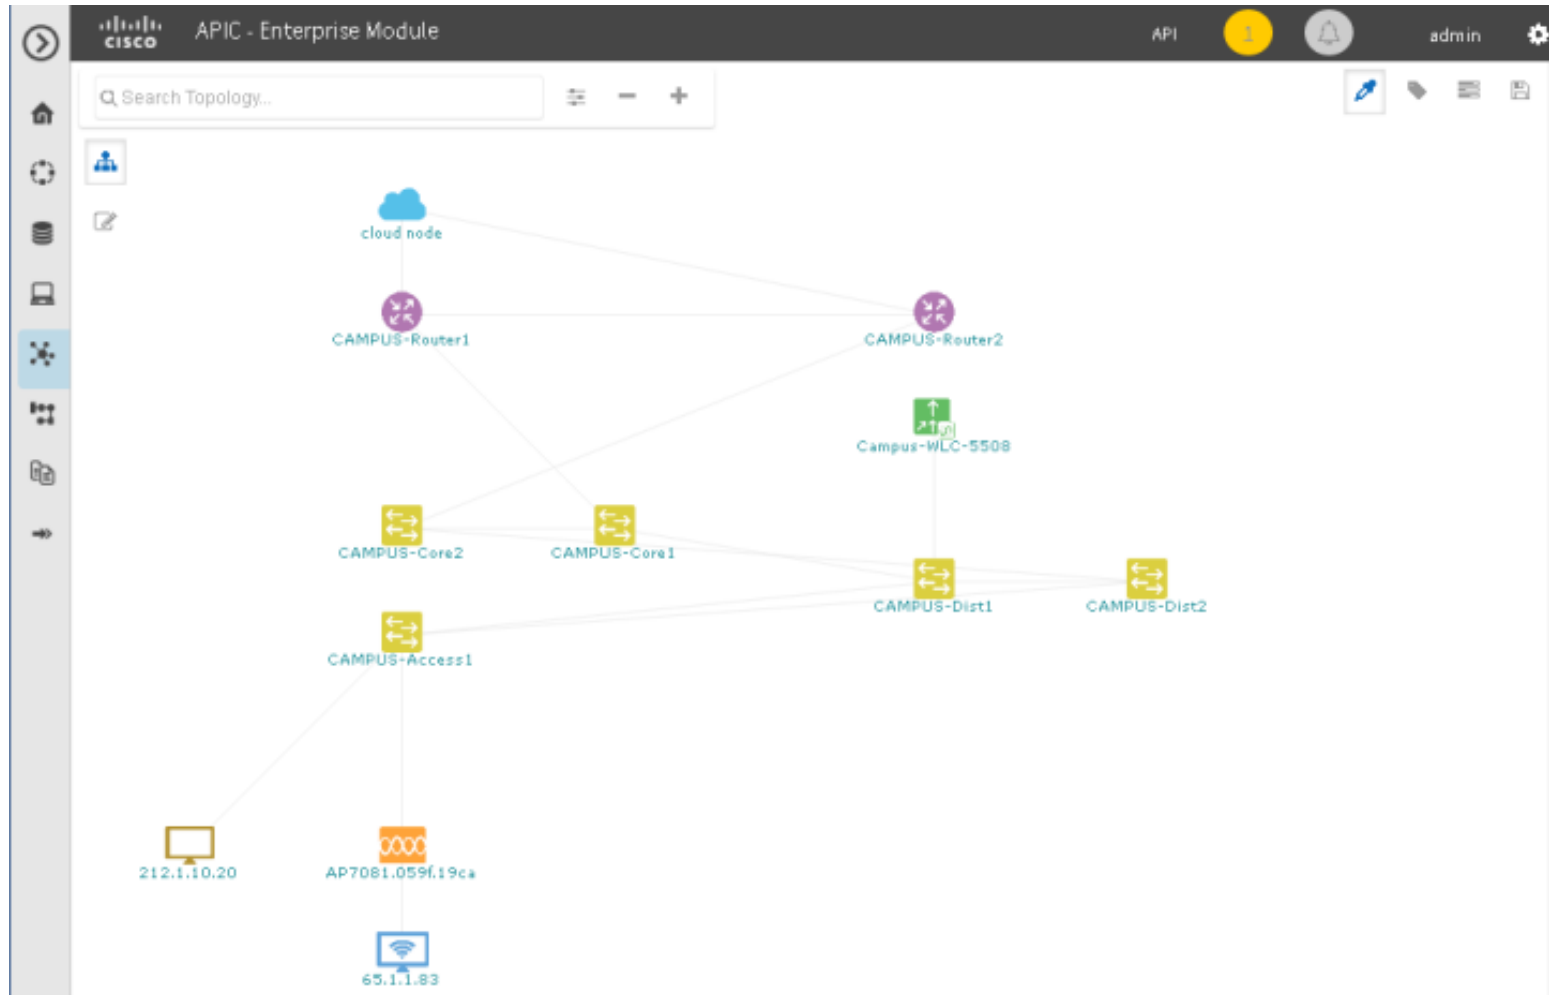 CISCO APIC - Enterprise Module API 1 admin
Search Topology...
cloud node
CAMPUS-Router1 CAMPUS-Router2
Campus-WLC-5508
CAMPUS-Core2 CAMPUS-Core1
CAMPUS-Dist1 CAMPUS-Dist2
CAMPUS-Access1
212.1.10.20 AP7081.059f.19ca
65.1.1.83